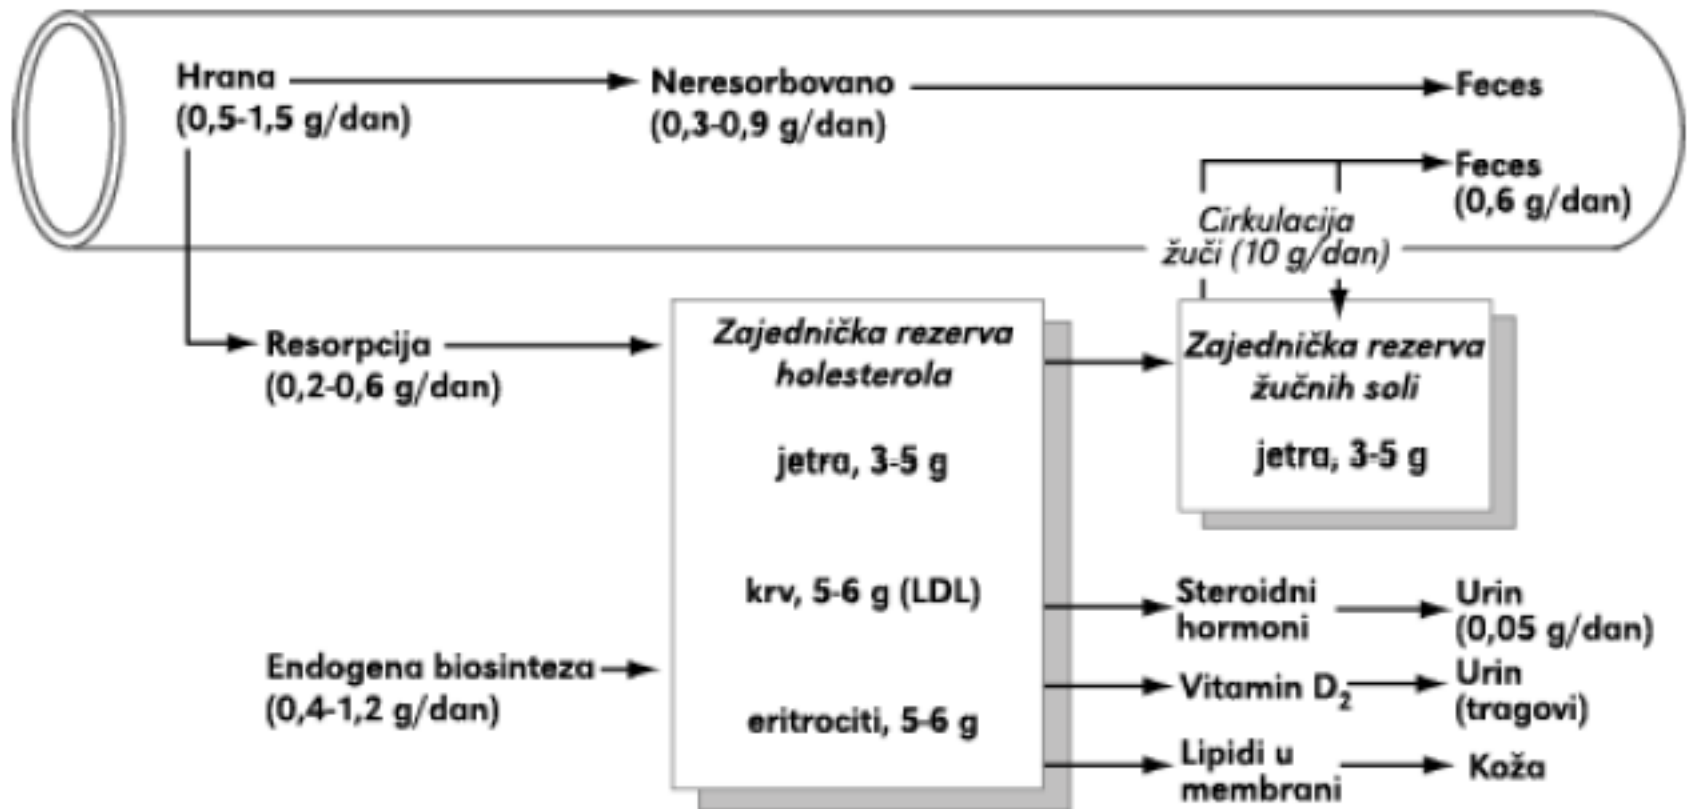 Hrana
(0,5-1,5 g/dan)
Neresorbovano
(0,3-0,9 g/dan)
Feces
Feces
(0,6 g/dan)
Cirkulacija
žuči (10 g/dan)
Resorpcija
(0,2-0,6 g/dan)
Zajednička rezerva
holesterola
jetra, 3-5 g
krv, 5-6 g (LDL)
eritrociti, 5-6 g
Zajednička rezerva
žučnih soli
jetra, 3-5 g
Endogena biosinteza
(0,4-1,2 g/dan)
Steroidni
hormoni
Urin
(0,05 g/dan)
Vitamin D2
Urin
(tragovi)
Lipidi u
membrani
Koža